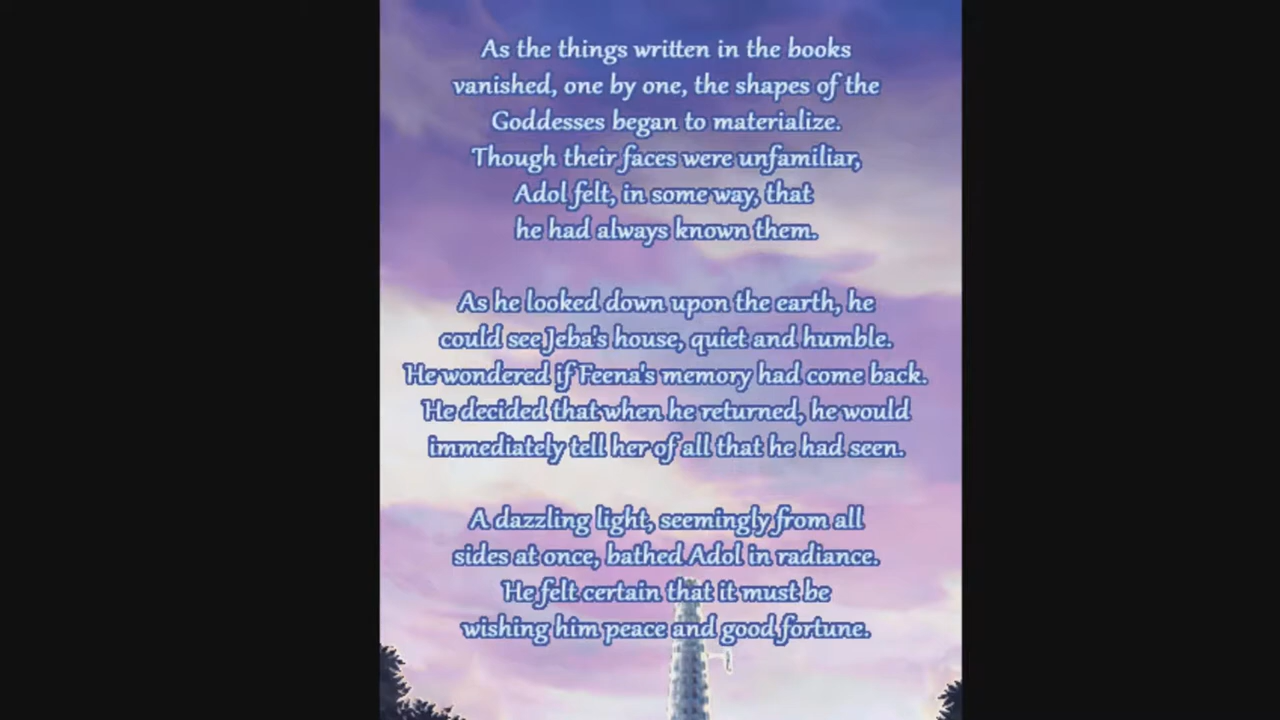 As the things written in the books
vanished, one by one, the shapes of the
Goddesses began to materialize.
Though their faces were unfamiliar,
Adol felt, in some way, that
he had always known them.
As he looked down upon the earth, he
could see Jeba's house, quiet and humble.
He wondered if Feena's memory had come back.
He decided that when he returned, he would
immediately tell her of all that he had seen.
A dazzling light, seemingly from all
sides at once, bathed Adol in radiance.
He felt certain that it must be
wishing him peace and good fortune.